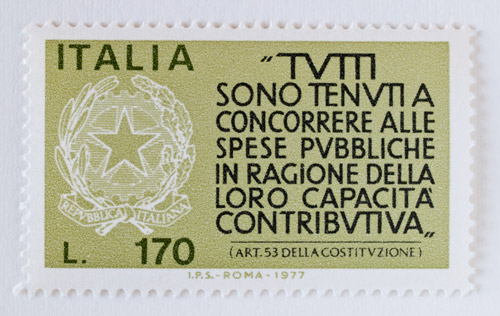 ITALIA
REPVBBLICA ITALIANA
L. 170
„TVTTI
SONO TENVTI A
CONCORRERE ALLE
SPESE PVBBLICHE
IN RAGIONE DELLA
LORO CAPACITÀ
CONTRIBVTIVA„
(ART. 53 DELLA COSTITVZIONE)
I.P.S. - ROMA - 1977